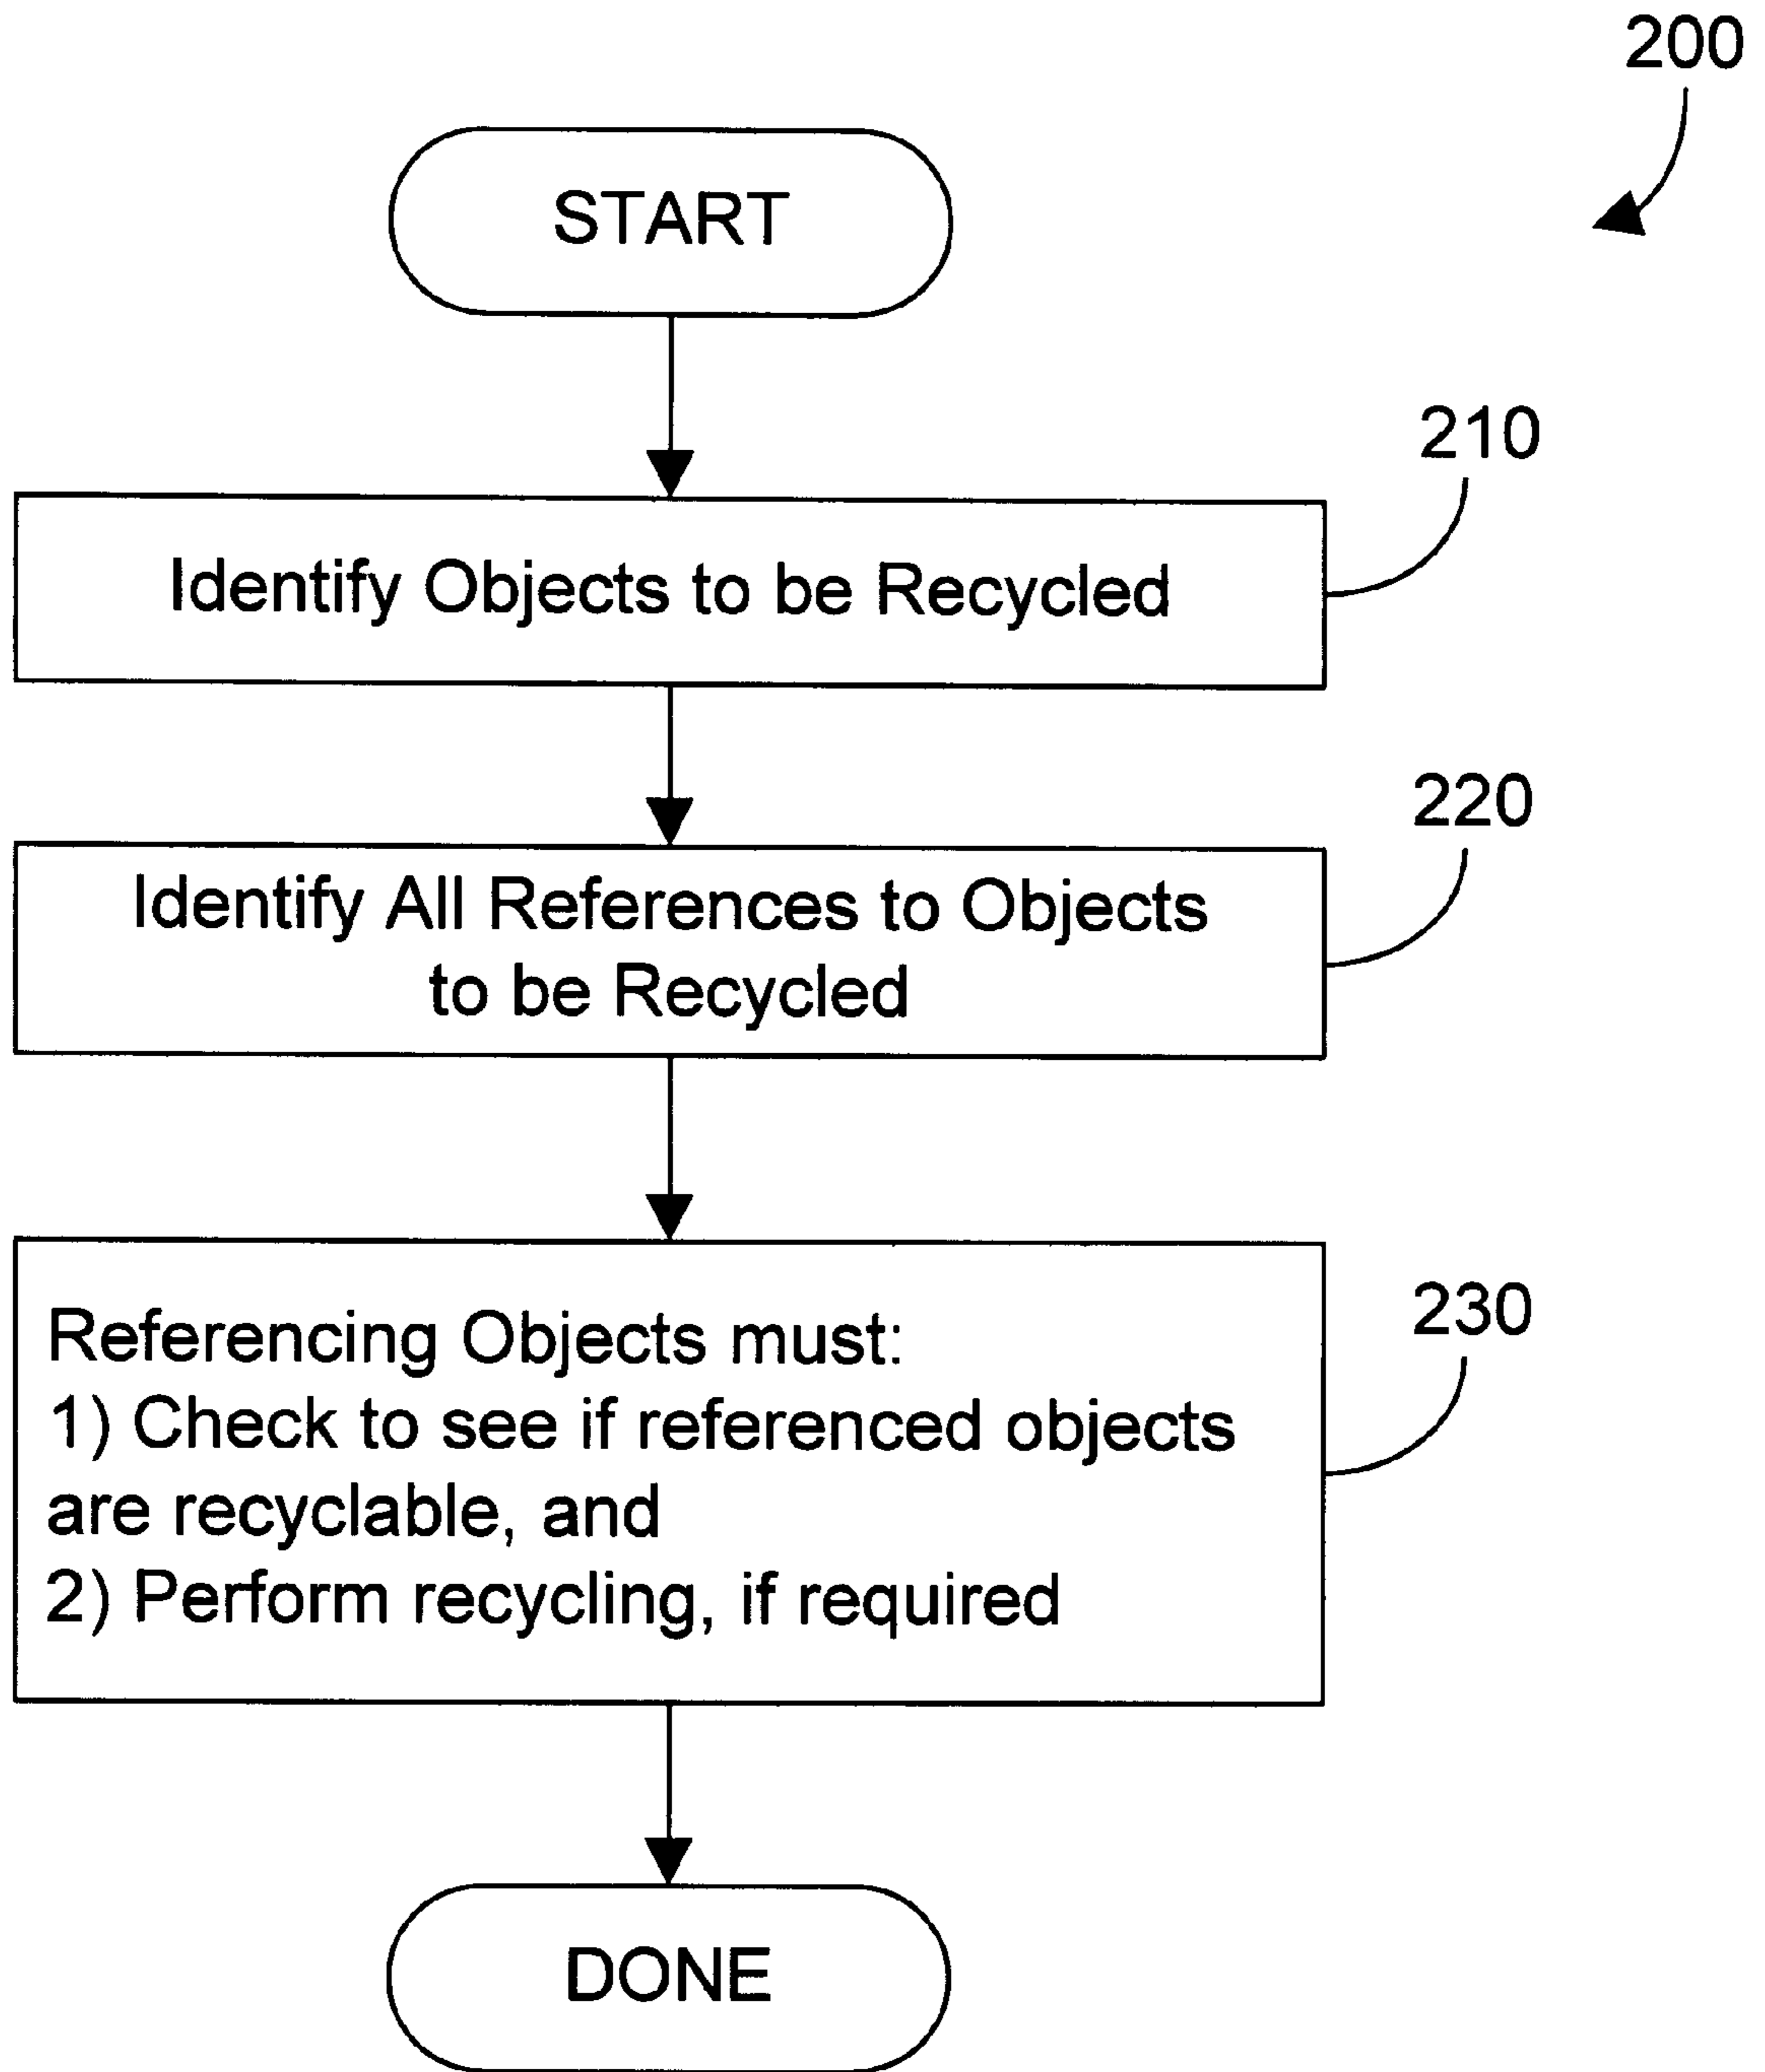 200
START
210
Identify Objects to be Recycled
220
Identify All References to Objects
to be Recycled
230
Referencing Objects must:
1) Check to see if referenced objects
are recyclable, and
2) Perform recycling, if required
DONE